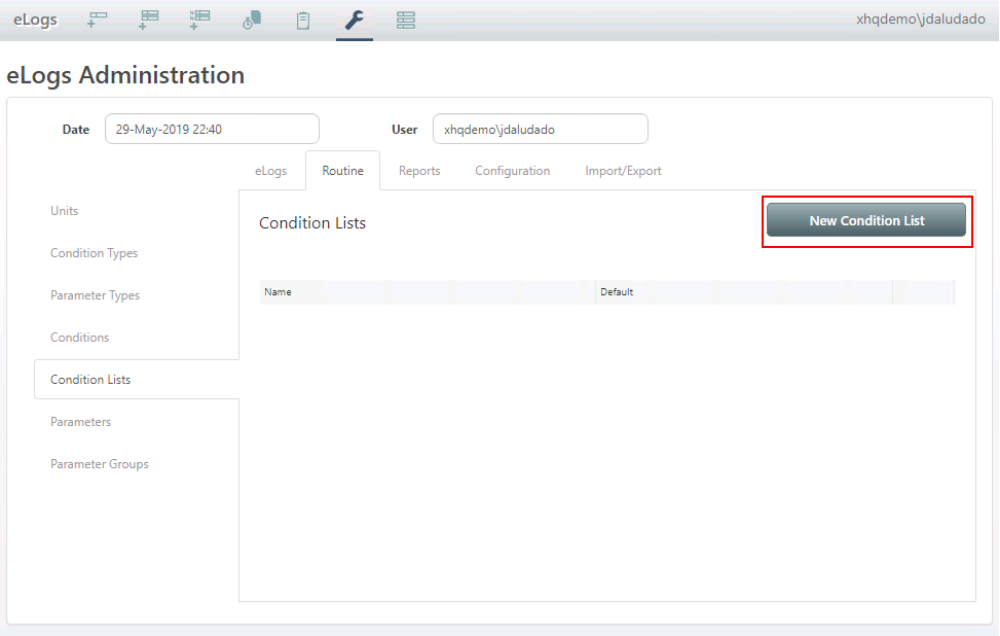 eLogs xhqdemo\jdaludado
eLogs Administration
Date 29-May-2019 22:40 User xhqdemo\jdaludado
eLogs Routine Reports Configuration Import/Export
Units
Condition Types
Parameter Types
Conditions
Condition Lists
Parameters
Parameter Groups
Condition Lists New Condition List
Name Default